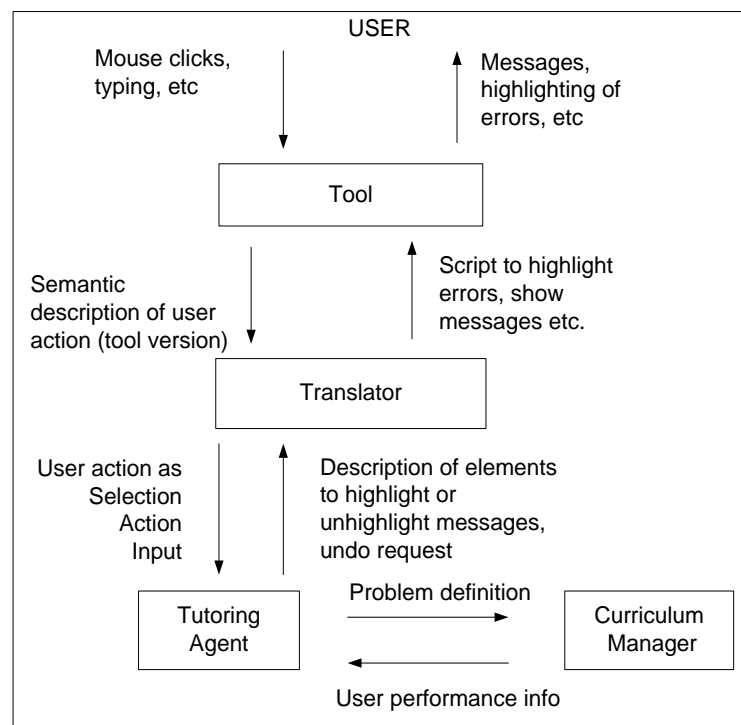 USER
Mouse clicks,
typing, etc
Messages,
highlighting of
errors, etc
Tool
Semantic
description of user
action (tool version)
Script to highlight
errors, show
messages etc.
Translator
User action as
Selection
Action
Input
Description of elements
to highlight or
unhighlight messages,
undo request
Problem definition
Tutoring
Agent
Curriculum
Manager
User performance info